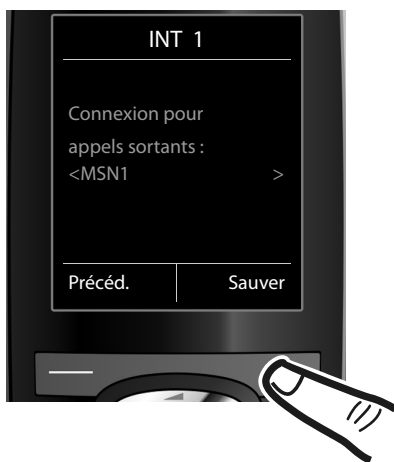 INT 1
Connexion pour
appels sortants :
<MSN1 >
Précéd. Sauver